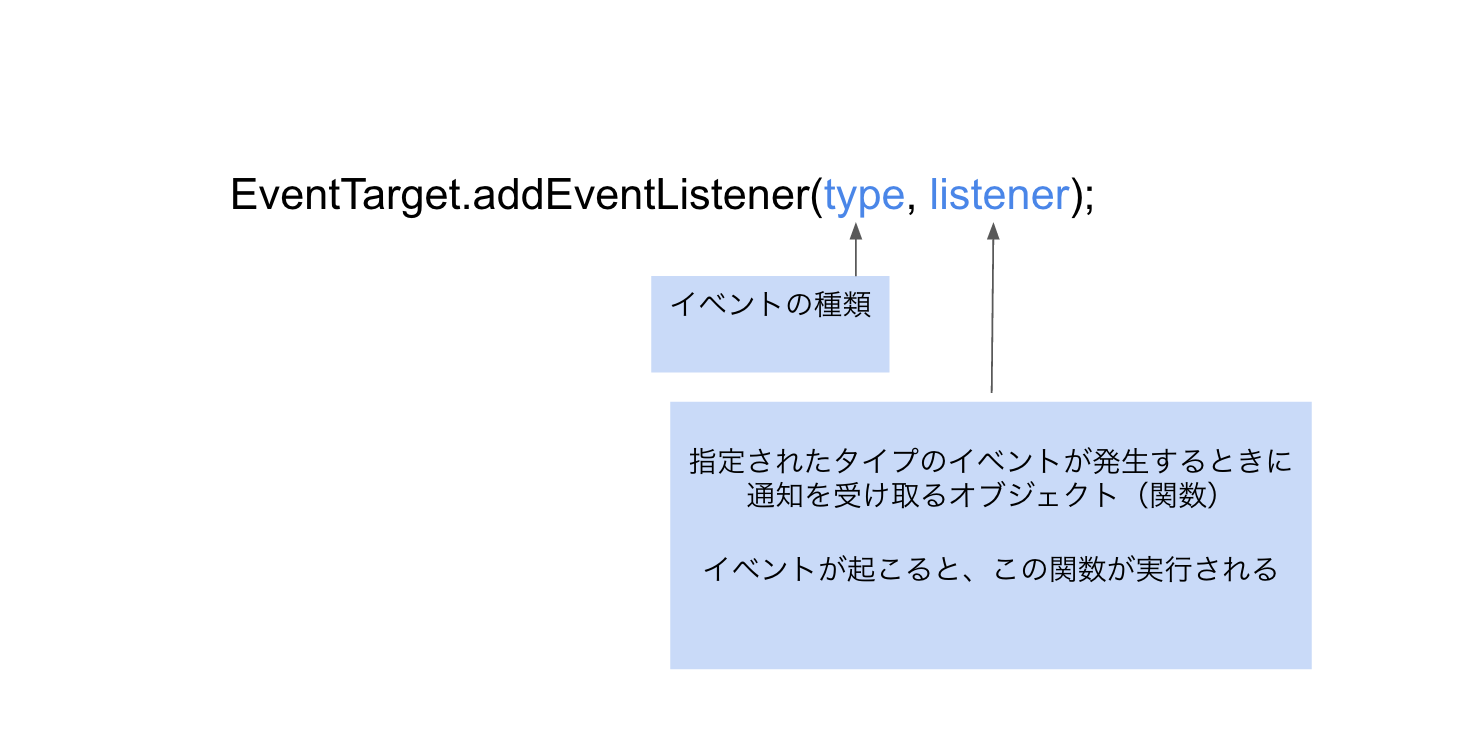 EventTarget.addEventListener(type, listener);
イベントの種類
指定されたタイプのイベントが発生するときに
通知を受け取るオブジェクト（関数）
イベントが起こると、この関数が実行される